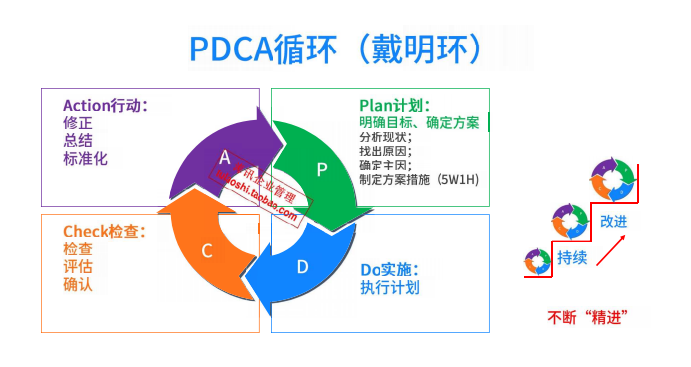 PDCA循环（戴明环）
Action行动：
修正
总结
标准化
Plan计划：
明确目标、确定方案
分析现状；
找出原因；
确定主因；
制定方案措施（5W1H）
A
P
C
D
Check检查：
检查
评估
确认
Do实施：
执行计划
持续
改进
不断“精进”
讯企业管理
.taobao.com